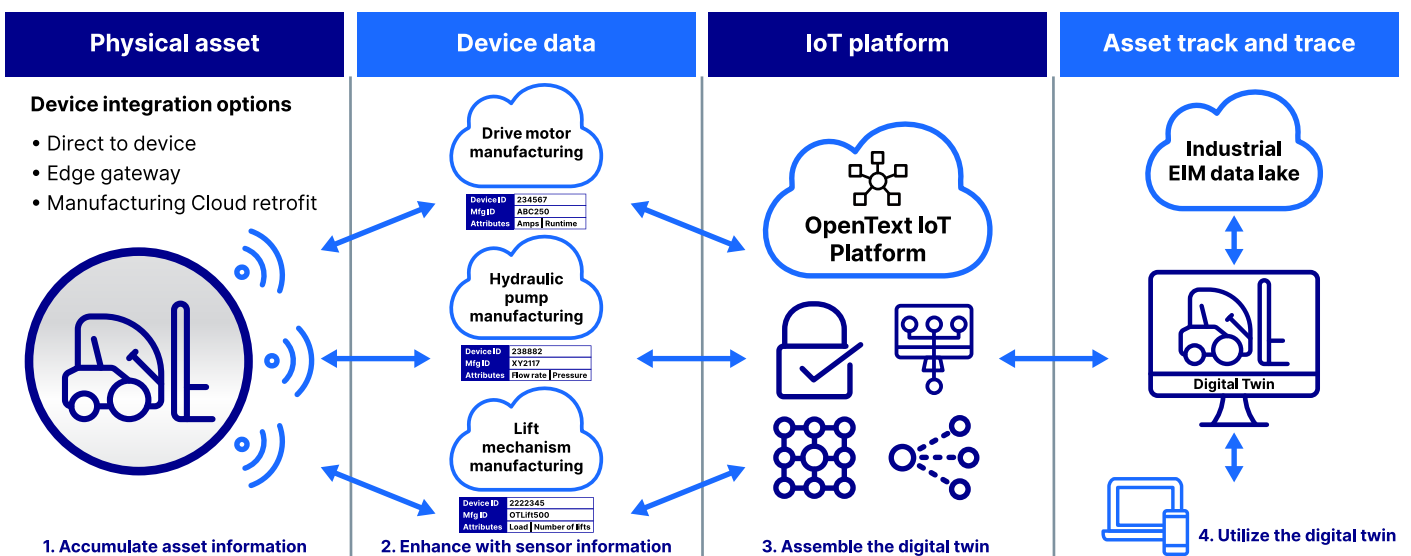 Physical asset
Device data
IoT platform
Asset track and trace
Device integration options
• Direct to device
• Edge gateway
• Manufacturing Cloud retrofit
1. Accumulate asset information
Drive motor
manufacturing
Device ID 234567
Mfg ID ABC250
Attributes Amps Runtime
Hydraulic
pump
manufacturing
Device ID 238882
Mfg ID XY2117
Attributes Flow rate Pressure
Lift
mechanism
manufacturing
Device ID 2222345
Mfg ID OTLift500
Attributes Load Number of lifts
2. Enhance with sensor information
OpenText IoT
Platform
3. Assemble the digital twin
Industrial
EIM data lake
Digital Twin
4. Utilize the digital twin